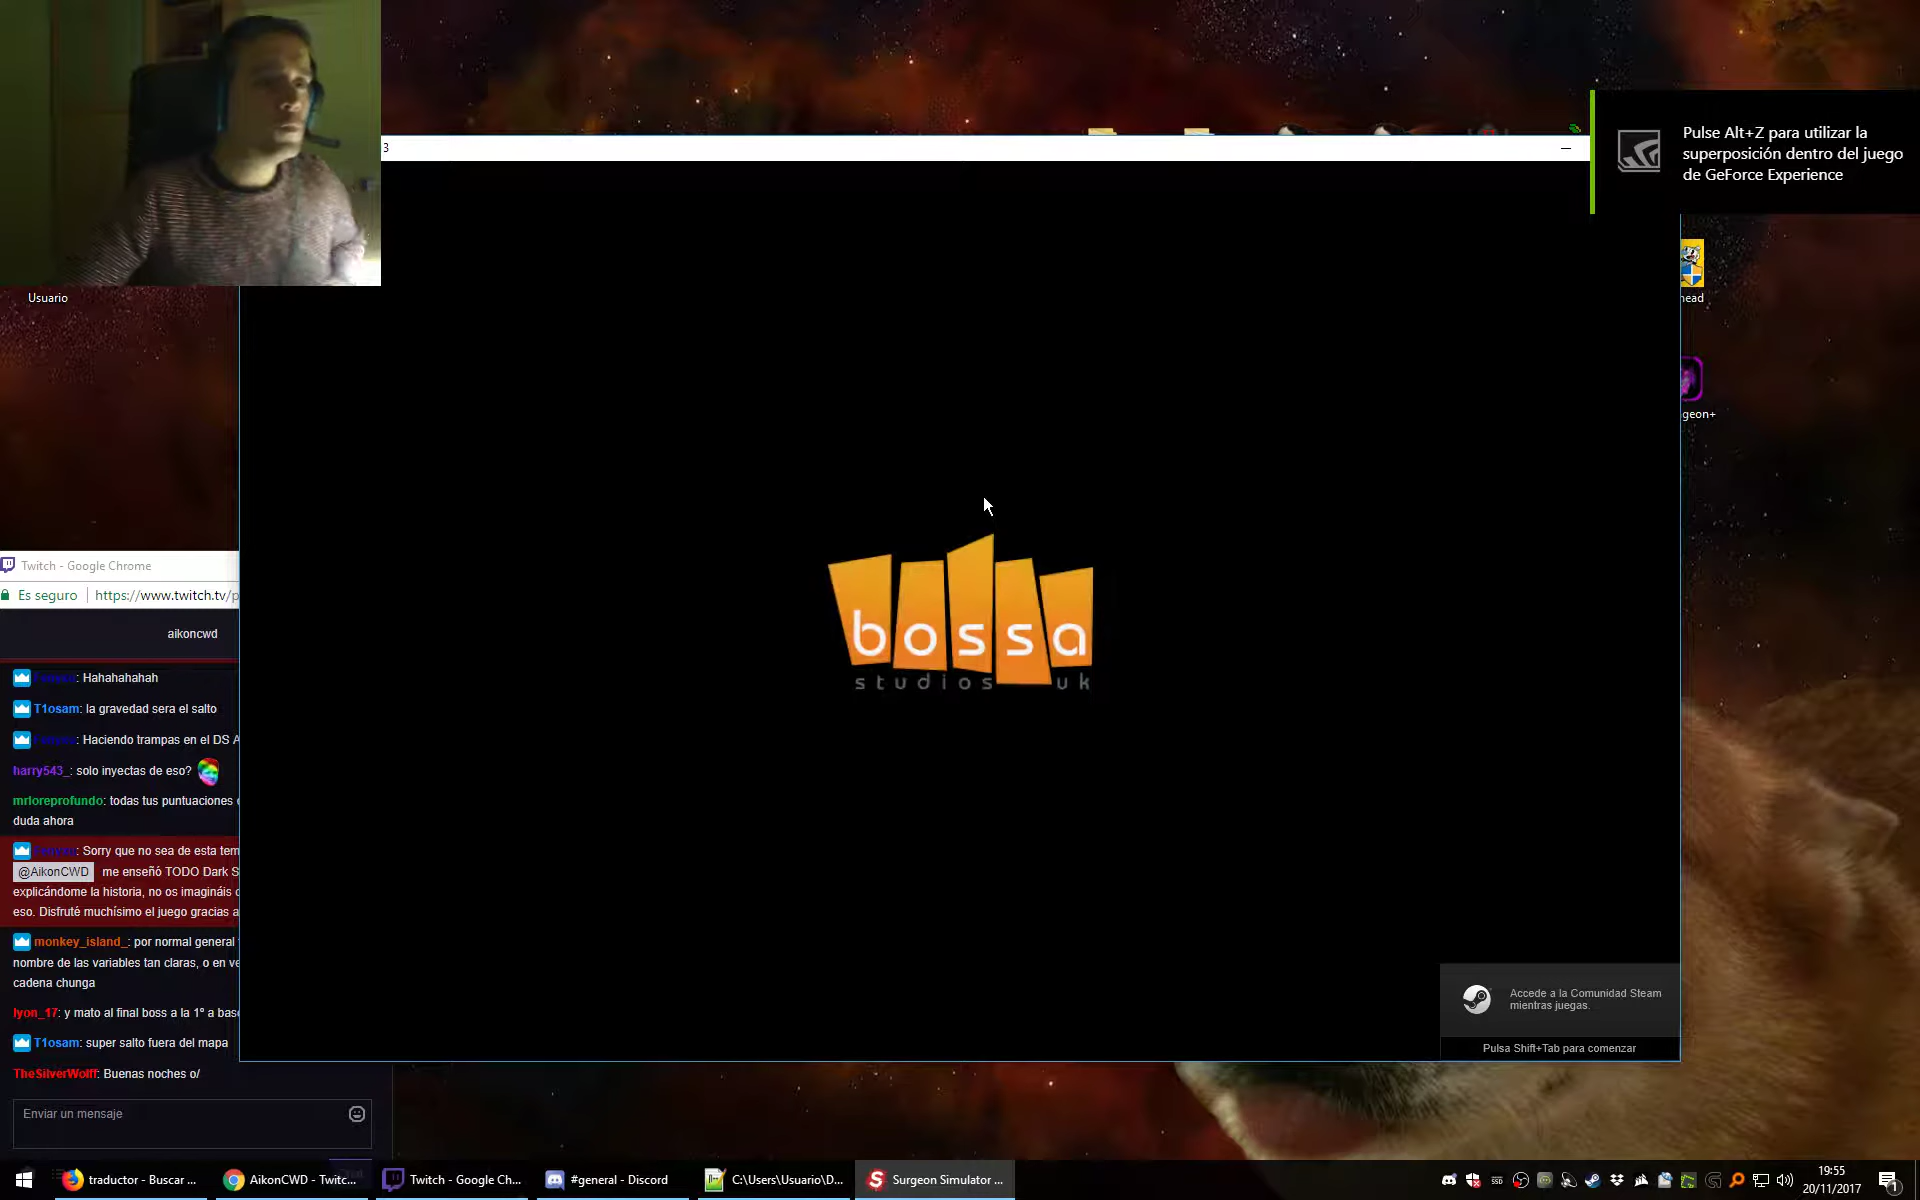 3
Pulse Alt+Z para utilizar la
superposición dentro del juego
de GeForce Experience
Usuario
head
geon+
bossa
studios uk
Twitch - Google Chrome
Es seguro
https://www.twitch.tv/p
aikoncwd
: Hahahahahah
T1osam: la gravedad sera el salto
: Haciendo trampas en el DS A
harry543_: solo inyectas de eso?
mrloreprofundo: todas tus puntuaciones
duda ahora
: Sorry que no sea de esta tem
@AikonCWD me enseñó TODO Dark S
explicándome la historia, no os imagináis
eso. Disfruté muchísimo el juego gracias a
monkey_island_: por normal general
nombre de las variables tan claras, o en ve
cadena chunga
lyon_17: y mato al final boss a la 1º a base
T1osam: super salto fuera del mapa
TheSilverWolff: Buenas noches o/
Enviar un mensaje
Accede a la Comunidad Steam
mientras juegas.
Pulsa Shift+Tab para comenzar
traductor - Buscar ...
AikonCWD - Twitc...
Twitch - Google Ch...
#general - Discord
C:\Users\Usuario\D...
Surgeon Simulator ...
SSD
19:55
20/11/2017
1